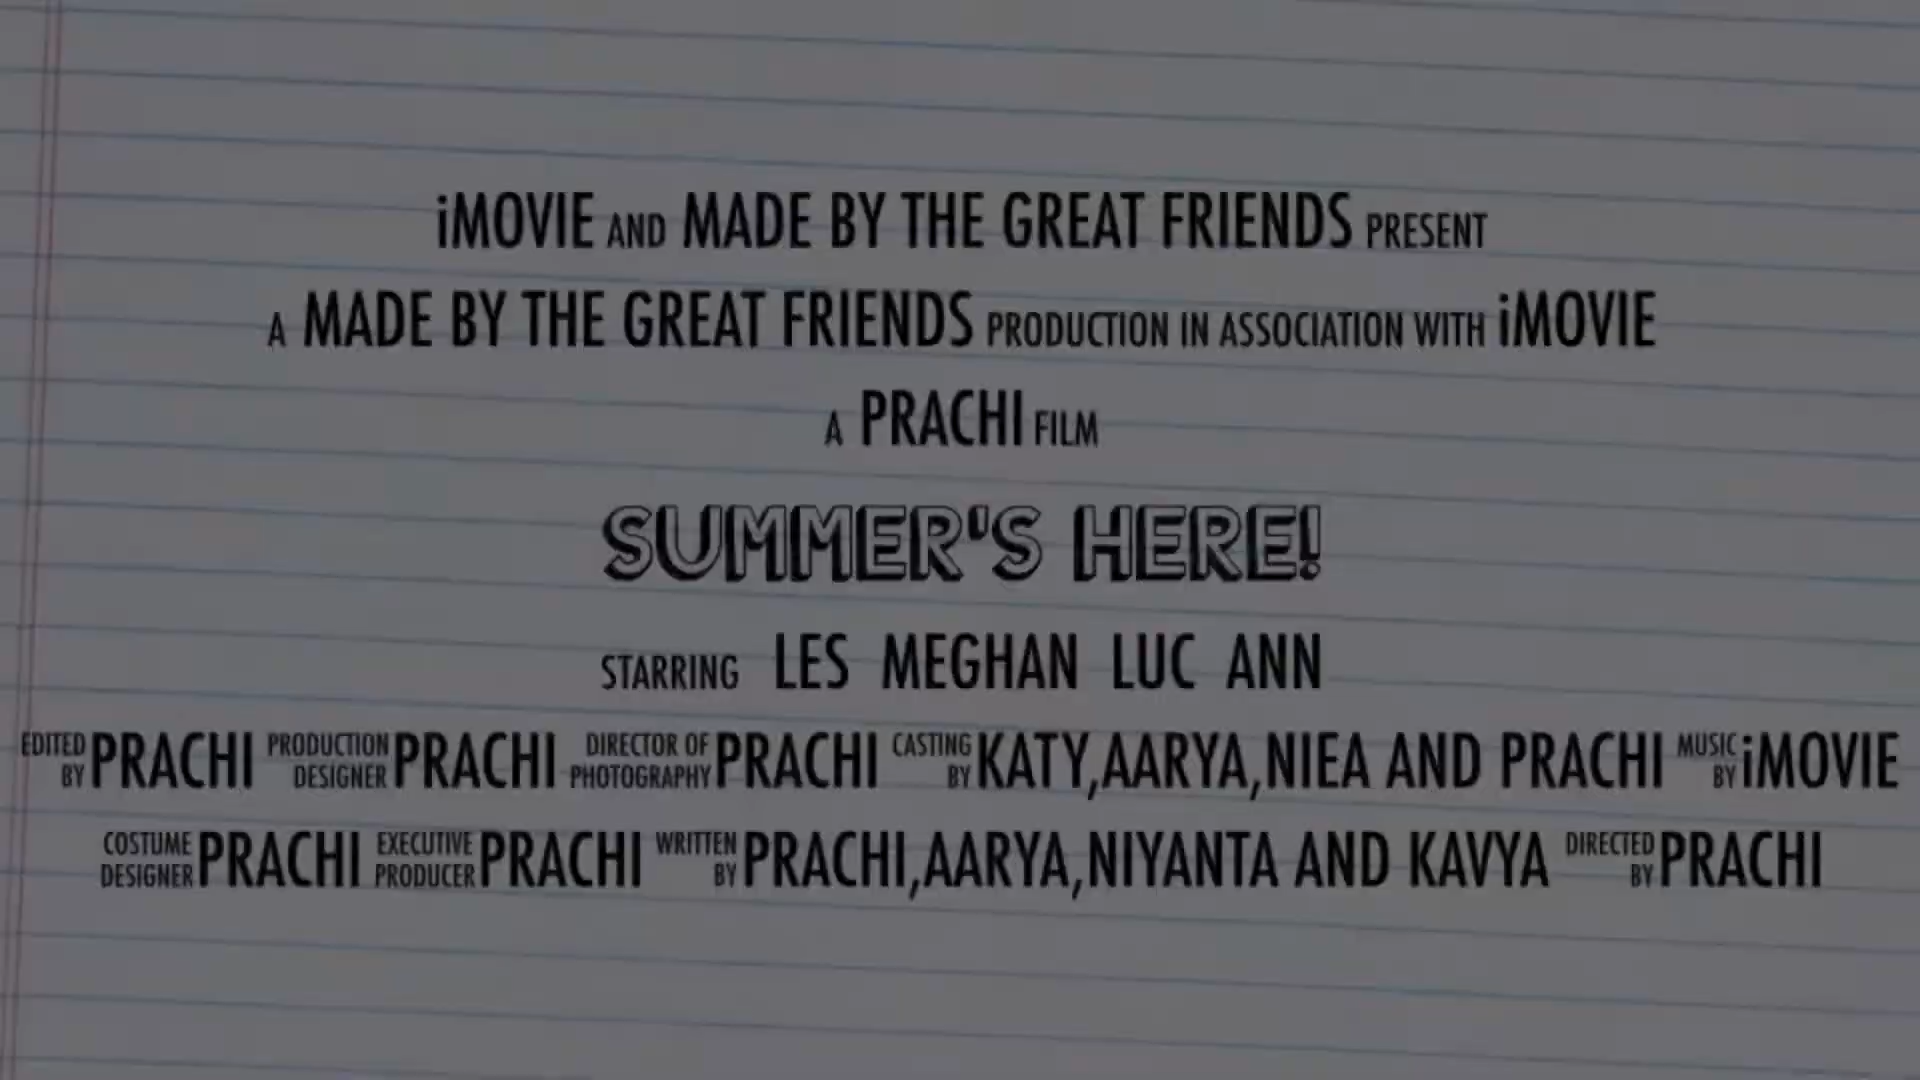 iMOVIE AND MADE BY THE GREAT FRIENDS PRESENT
A MADE BY THE GREAT FRIENDS PRODUCTION IN ASSOCIATION WITH iMOVIE
A PRACHI FILM
SUMMER'S HERE!
STARRING LES MEGHAN LUC ANN
EDITED BY PRACHI PRODUCTION DESIGNER PRACHI DIRECTOR OF PHOTOGRAPHY PRACHI CASTING BY KATY,AARYA,NIEA AND PRACHI MUSIC BY iMOVIE
COSTUME DESIGNER PRACHI EXECUTIVE PRODUCER PRACHI WRITTEN BY PRACHI,AARYA,NIYANTA AND KAVYA DIRECTED BY PRACHI